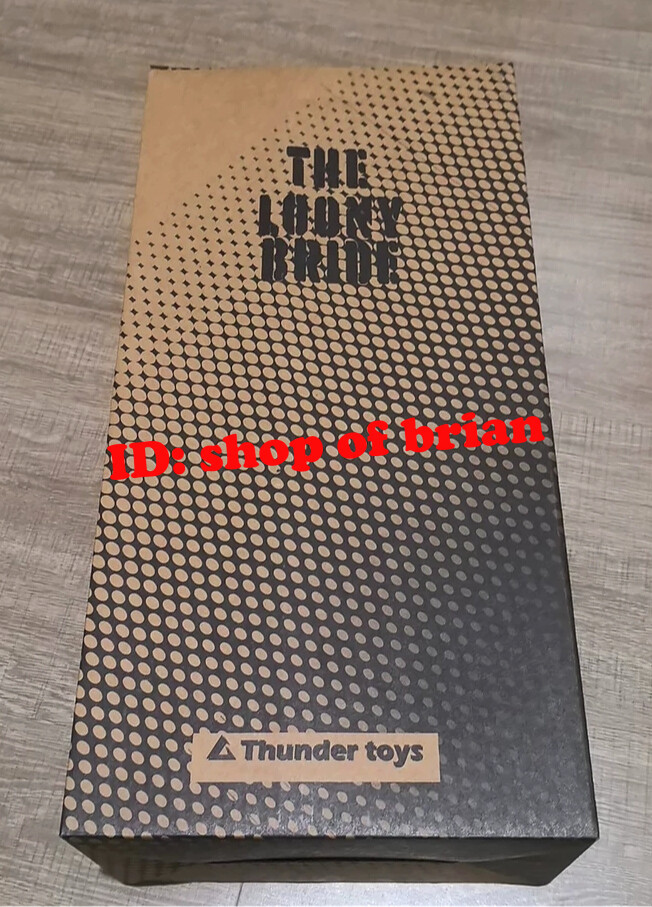 THE
LOONY
BRIDE
ID: shop of brian
Thunder toys